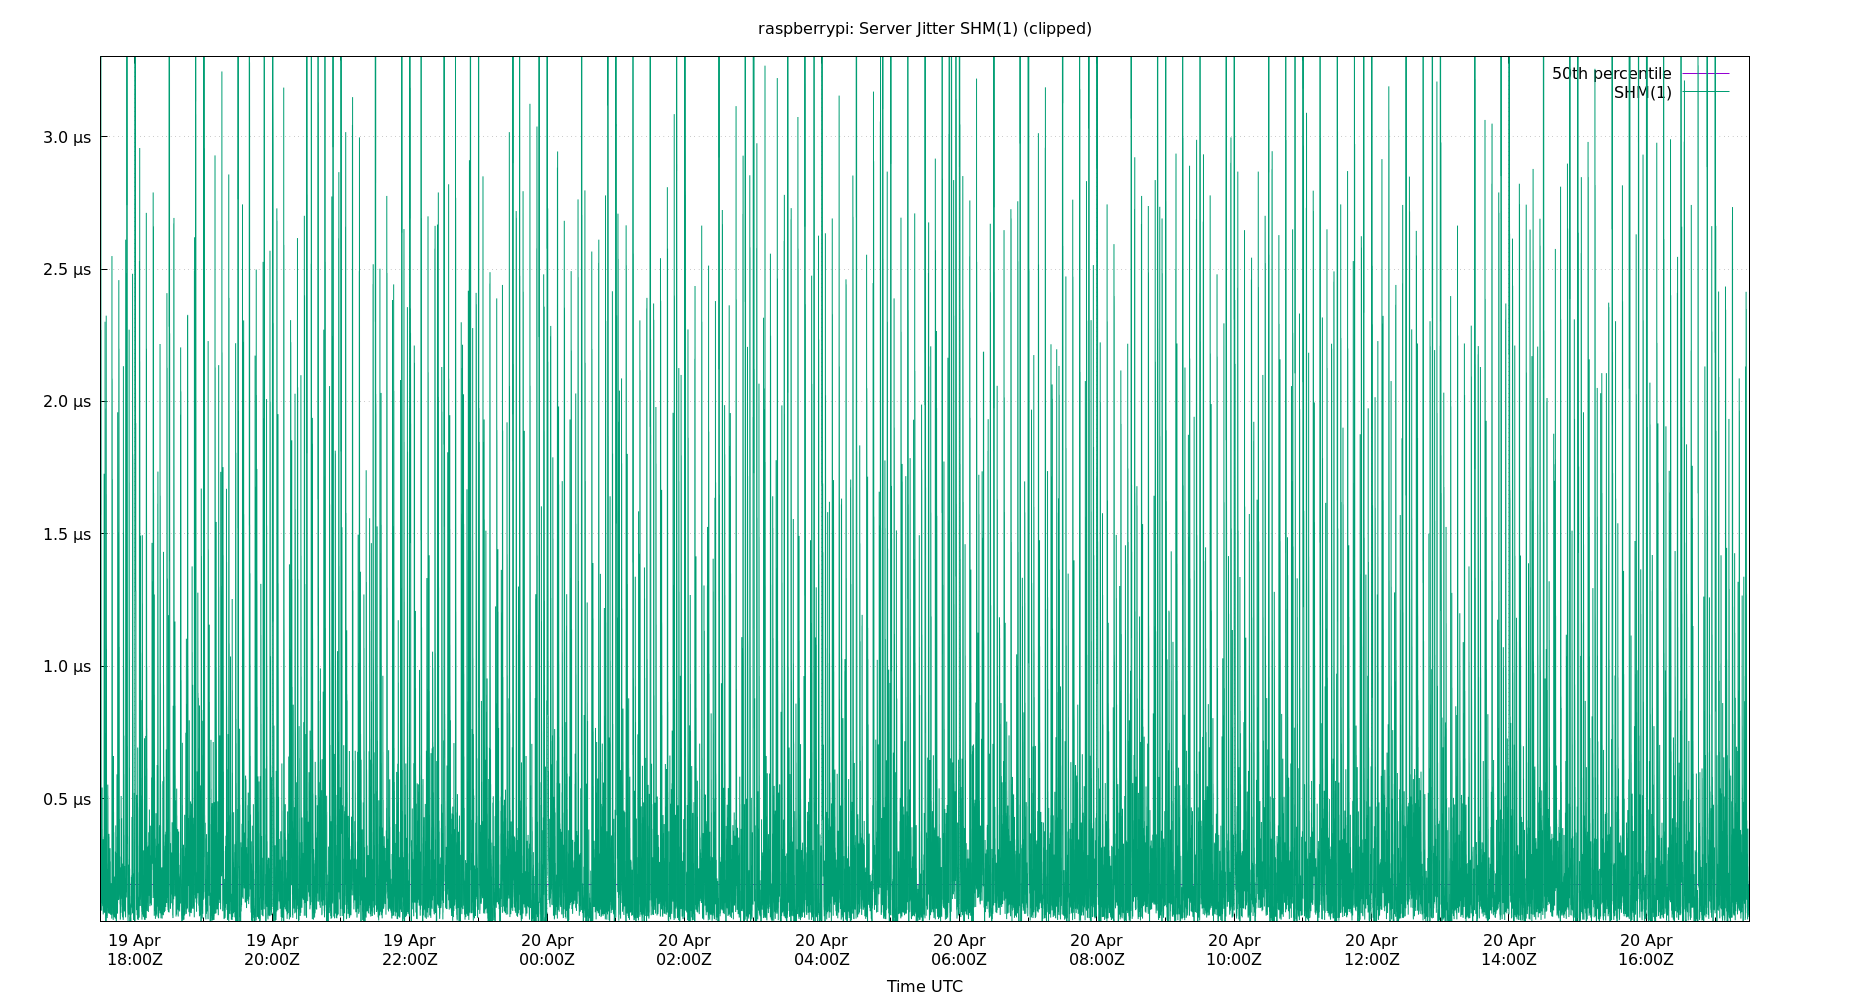 raspberrypi: Server Jitter SHM(1) (clipped)
50th percentile
SHM(1)
3.0 µs
2.5 µs
2.0 µs
1.5 µs
1.0 µs
0.5 µs
19 Apr 19 Apr 19 Apr 20 Apr 20 Apr 20 Apr 20 Apr 20 Apr 20 Apr 20 Apr 20 Apr 20 Apr
18:00Z 20:00Z 22:00Z 00:00Z 02:00Z 04:00Z 06:00Z 08:00Z 10:00Z 12:00Z 14:00Z 16:00Z
Time UTC